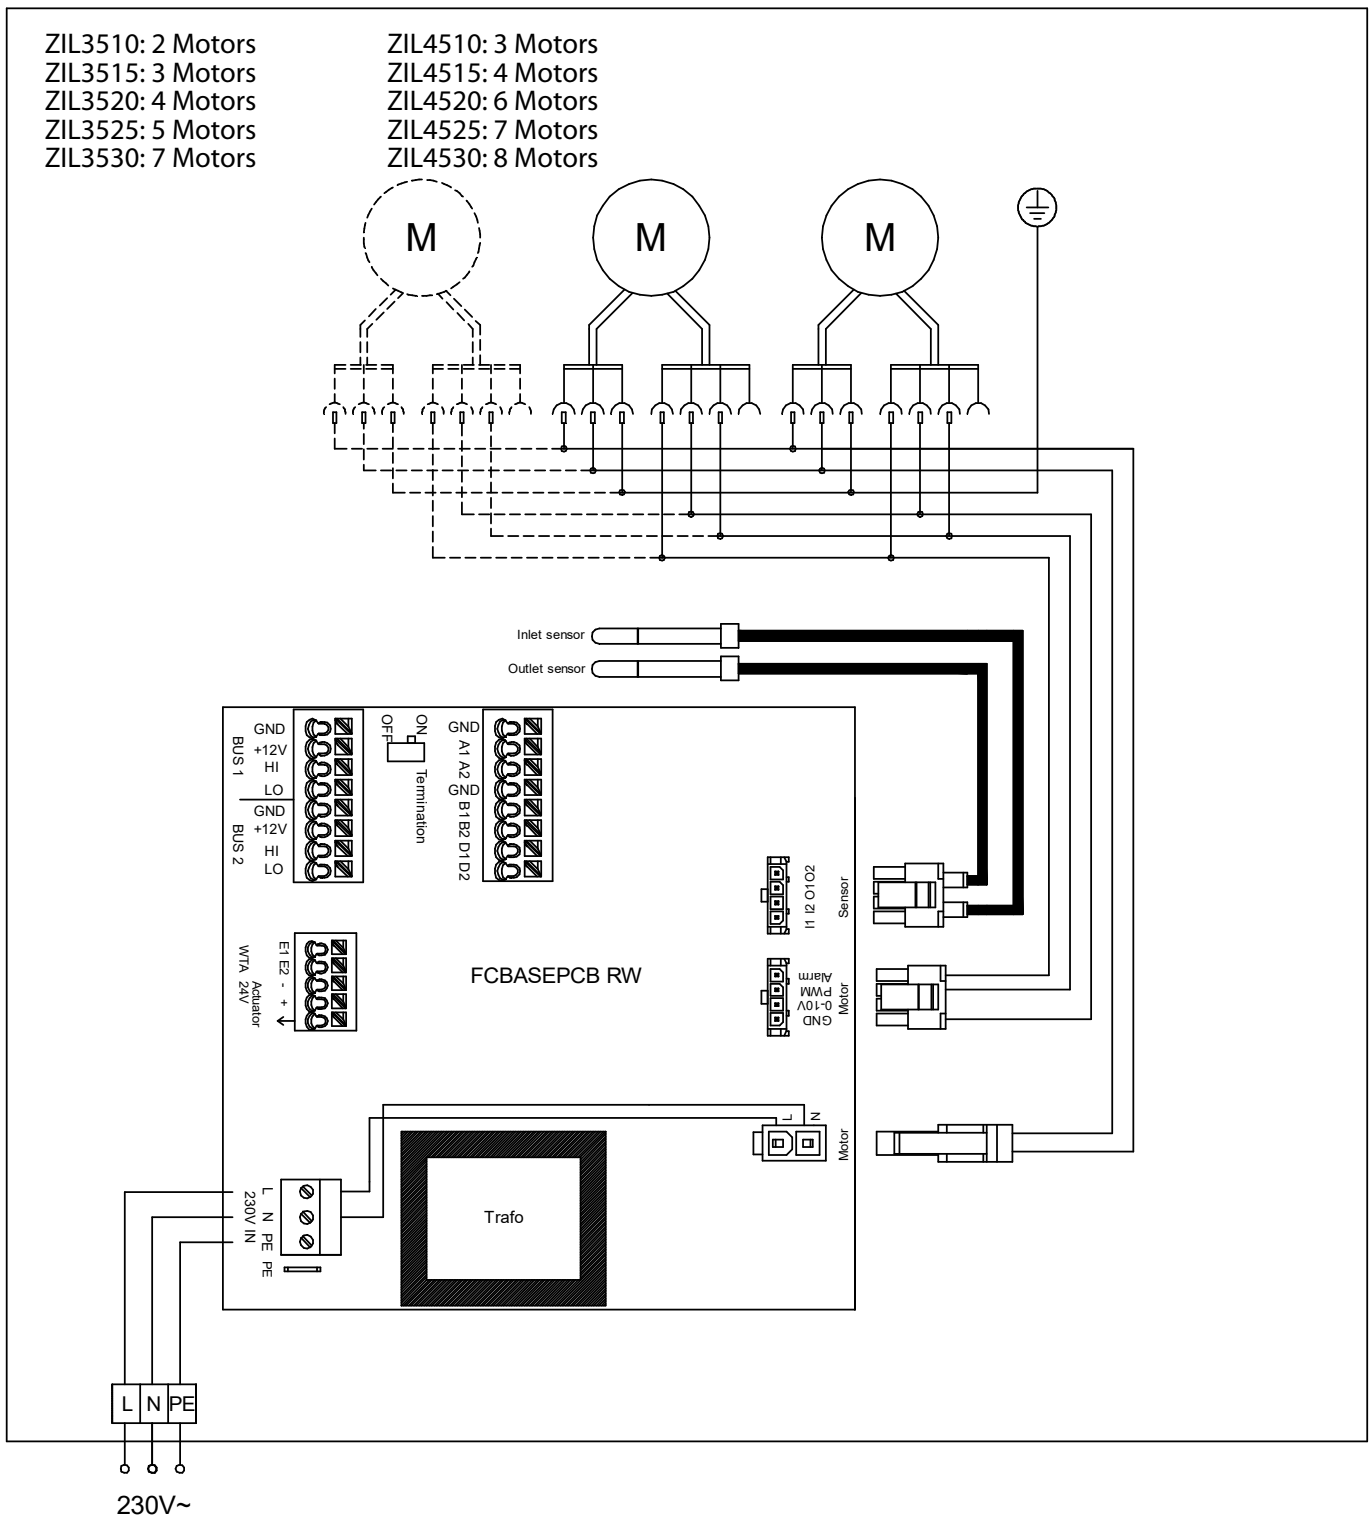 ZIL3510: 2 Motors
ZIL3515: 3 Motors
ZIL3520: 4 Motors
ZIL3525: 5 Motors
ZIL3530: 7 Motors
ZIL4510: 3 Motors
ZIL4515: 4 Motors
ZIL4520: 6 Motors
ZIL4525: 7 Motors
ZIL4530: 8 Motors
M
M
M
Inlet sensor
Outlet sensor
BUS 1
GND
+12V
HI
LO
BUS 2
GND
+12V
HI
LO
OFF
ON
Termination
GND
A1 A2
GND
B1 B2 D1 D2
I1 I2 O1 O2
Sensor
WTA 24V
Actuator
E1 E2 - +
FCBASEPCB RW
Alarm
PWM
0-10V
GND
Motor
L
N
Motor
230V IN
L
N
PE
PE
Trafo
L N PE
230V~